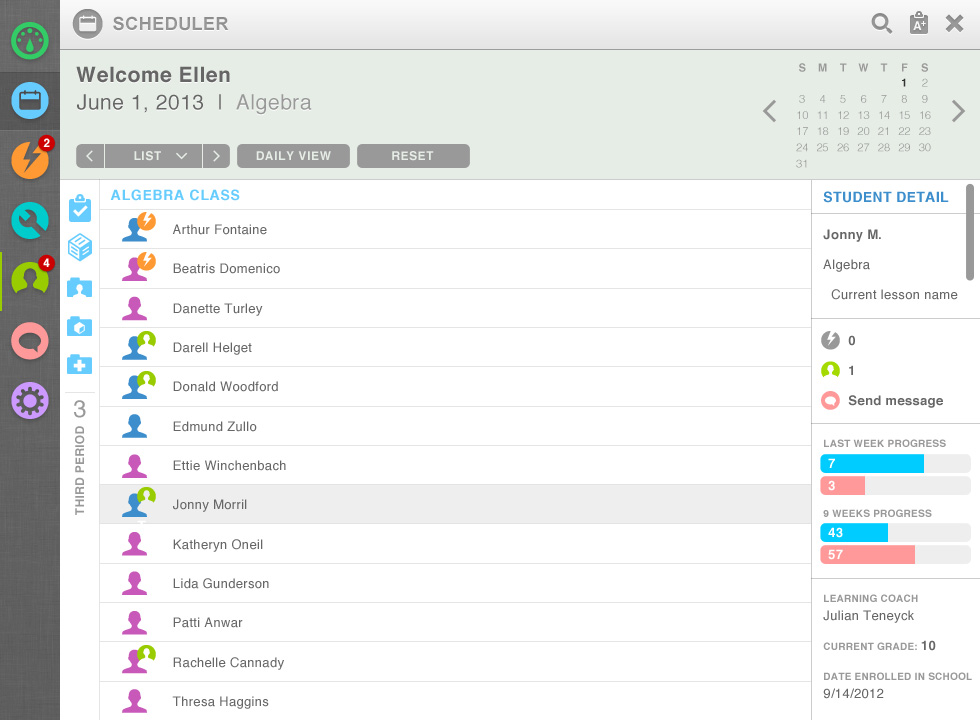 SCHEDULER
A+
Welcome Ellen
June 1, 2013 | Algebra
LIST
DAILY VIEW
RESET
S M T W T F S
1 2
3 4 5 6 7 8 9
10 11 12 13 14 15 16
17 18 19 20 21 22 23
24 25 26 27 28 29 30
31
2
4
3
THIRD PERIOD
ALGEBRA CLASS
Arthur Fontaine
Beatris Domenico
Danette Turley
Darell Helget
Donald Woodford
Edmund Zullo
Ettie Winchenbach
Jonny Morril
Katheryn Oneil
Lida Gunderson
Patti Anwar
Rachelle Cannady
Thresa Haggins
STUDENT DETAIL
Jonny M.
Algebra
Current lesson name
0
1
Send message
LAST WEEK PROGRESS
7
3
9 WEEKS PROGRESS
43
57
LEARNING COACH
Julian Teneyck
CURRENT GRADE: 10
DATE ENROLLED IN SCHOOL
9/14/2012